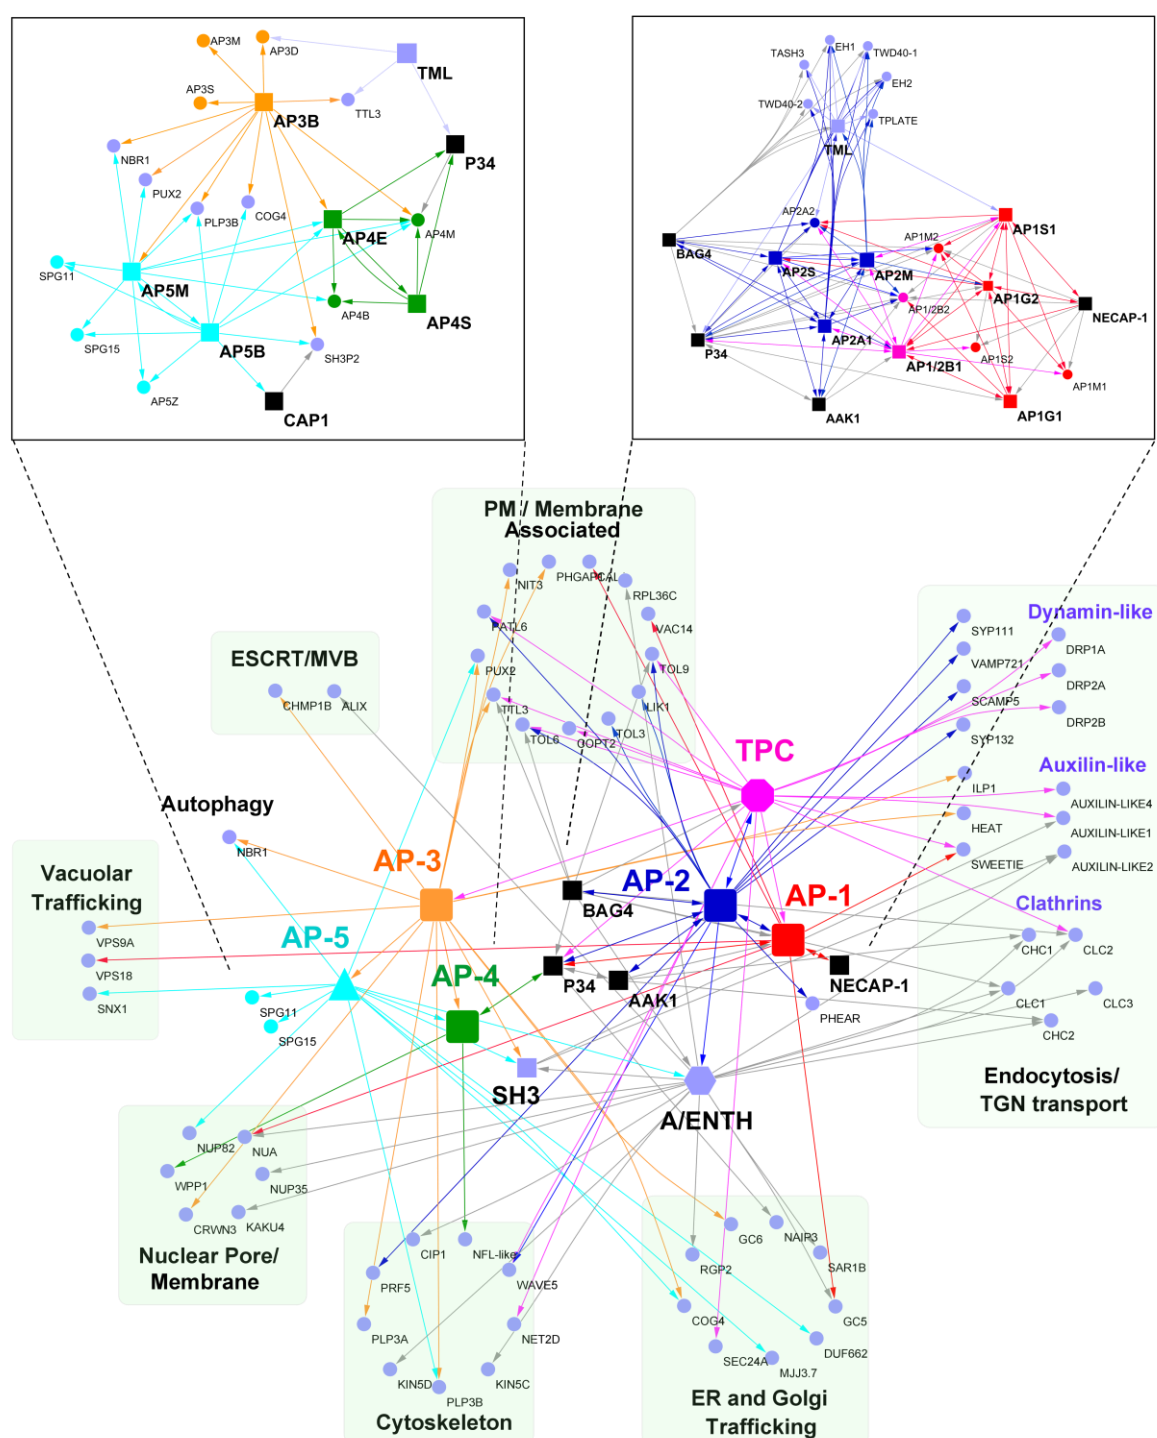 AP3M
AP3D
TML
AP3S
AP3B
TTL3
P34
NBR1
PUX2
PLP3B
COG4
AP4E
AP4M
SPG11
AP5M
AP4B
AP4S
SPG15
AP5B
SH3P2
AP5Z
CAP1
EH1
TWD40-1
TASH3
EH2
TWD40-2
TPLATE
TML
AP2A2
AP1M2
AP1S1
BAG4
AP2S
AP2M
AP1G2
AP1/2B2
NECAP-1
P34
AP2A1
AP1/2B1
AP1S2
AP1M1
AAK1
AP1G1
PM / Membrane
Associated
NIT3
RPL36C
PATL6
VAC14
PUX2
TOL9
TTL3
LIK1
TOL6
COPT2
TOL3
ESCRT/MVB
CHMP1B
ALIX
Dynamin-like
SYP111
DRP1A
VAMP721
DRP2A
SCAMP5
DRP2B
SYP132
TPC
Auxilin-like
ILP1
AUXILIN-LIKE4
HEAT
AUXILIN-LIKE1
SWEETIE
AUXILIN-LIKE2
Autophagy
NBR1
AP-3
AP-2
AP-1
BAG4
Clathrins
CHC1
CLC2
Vacuolar
Trafficking
VPS9A
VPS18
SNX1
AP-5
SPG11
SPG15
AP-4
P34
AAK1
NECAP-1
PHEAR
CLC1
CLC3
CHC2
SH3
A/ENTH
Endocytosis/
TGN transport
NUP82
NUA
WPP1
NUP35
CRWN3
KAKU4
Nuclear Pore/
Membrane
CIP1
NFL-like
PRF5
WAVE5
PLP3A
NET2D
KIN5D
KIN5C
PLP3B
Cytoskeleton
GC6
NAIP3
RGP2
SAR1B
COG4
GC5
SEC24A
DUF662
MJJ3.7
ER and Golgi
Trafficking